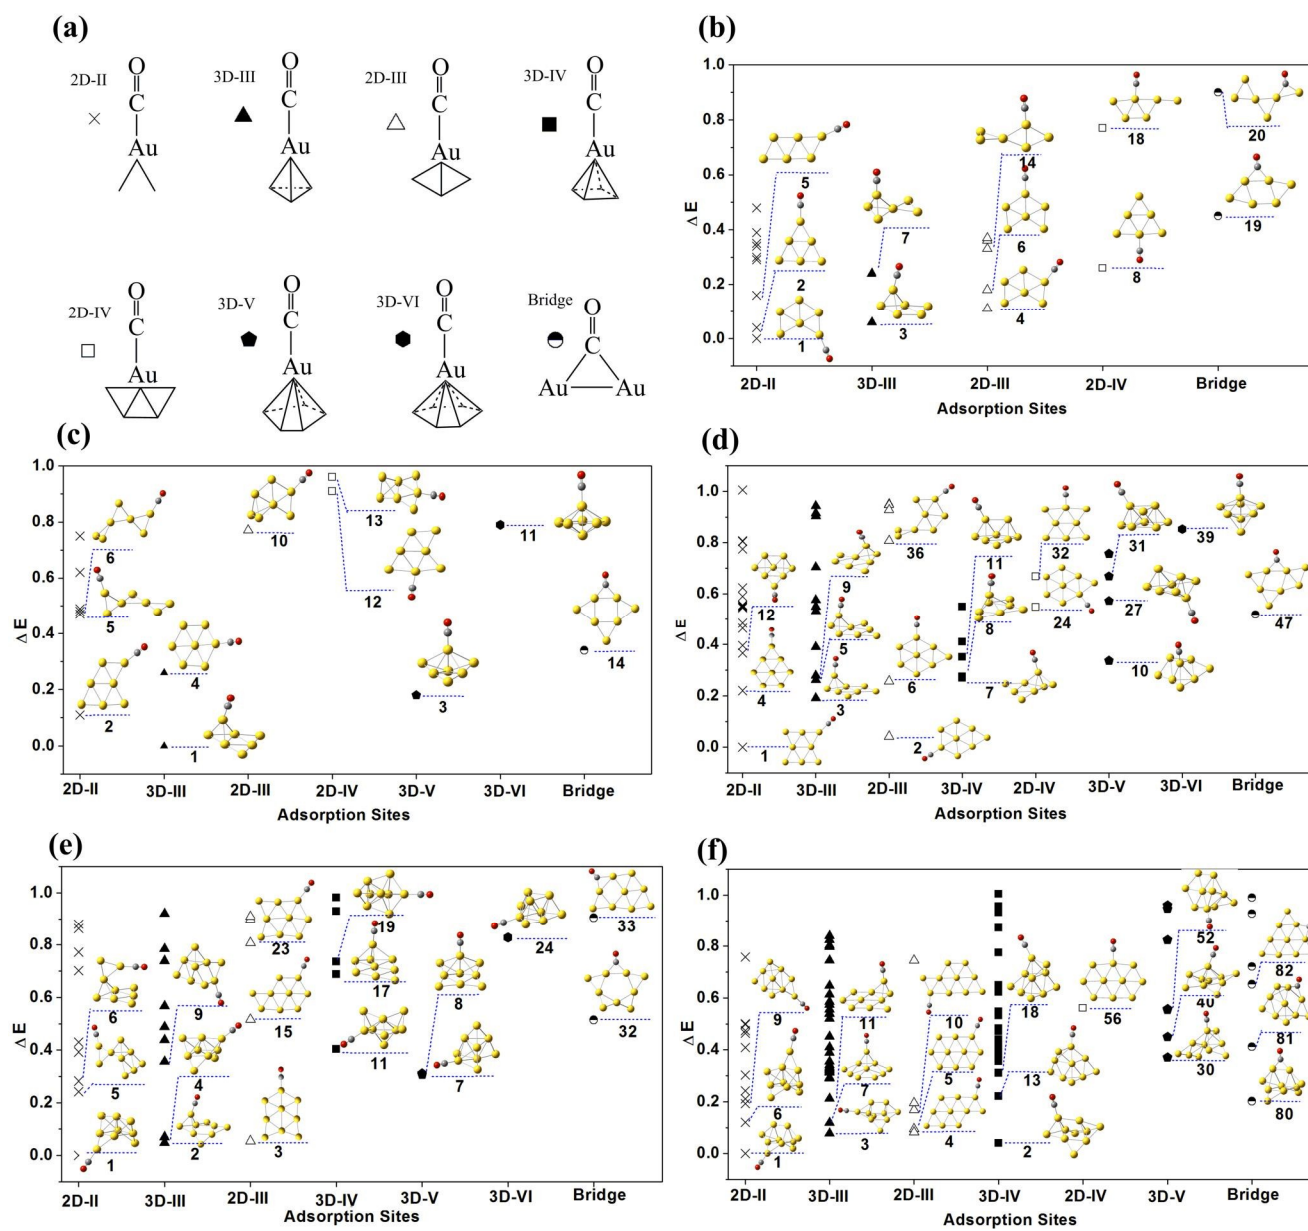 (a)
2D-II
O
C
Au
3D-III
O
C
Au
2D-III
O
C
Au
3D-IV
O
C
Au
2D-IV
O
C
Au
3D-V
O
C
Au
3D-VI
O
C
Au
Bridge
O
C
Au Au
(b)
1.0
0.8
0.6
0.4
0.2
0.0
Δ E
5
2
1
7
3
14
6
4
18
8
20
19
2D-II 3D-III 2D-III 2D-IV Bridge
Adsorption Sites
(c)
1.0
0.8
0.6
0.4
0.2
0.0
Δ E
6
5
2
4
1
10
13
12
3
11
14
2D-II 3D-III 2D-III 2D-IV 3D-V 3D-VI Bridge
Adsorption Sites
(d)
1.0
0.8
0.6
0.4
0.2
0.0
Δ E
12
4
1
9
5
3
36
6
2
11
8
7
32
24
31
27
10
39
47
2D-II 3D-III 2D-III 3D-IV 2D-IV 3D-V 3D-VI Bridge
Adsorption Sites
(e)
1.0
0.8
0.6
0.4
0.2
0.0
Δ E
6
5
1
9
4
2
23
15
3
19
17
11
8
7
24
33
32
2D-II 3D-III 2D-III 3D-IV 3D-V 3D-VI Bridge
Adsorption Sites
(f)
1.0
0.8
0.6
0.4
0.2
0.0
Δ E
9
6
1
11
7
3
10
5
4
18
13
2
56
52
40
30
82
81
80
2D-II 3D-III 2D-III 3D-IV 2D-IV 3D-V Bridge
Adsorption Sites